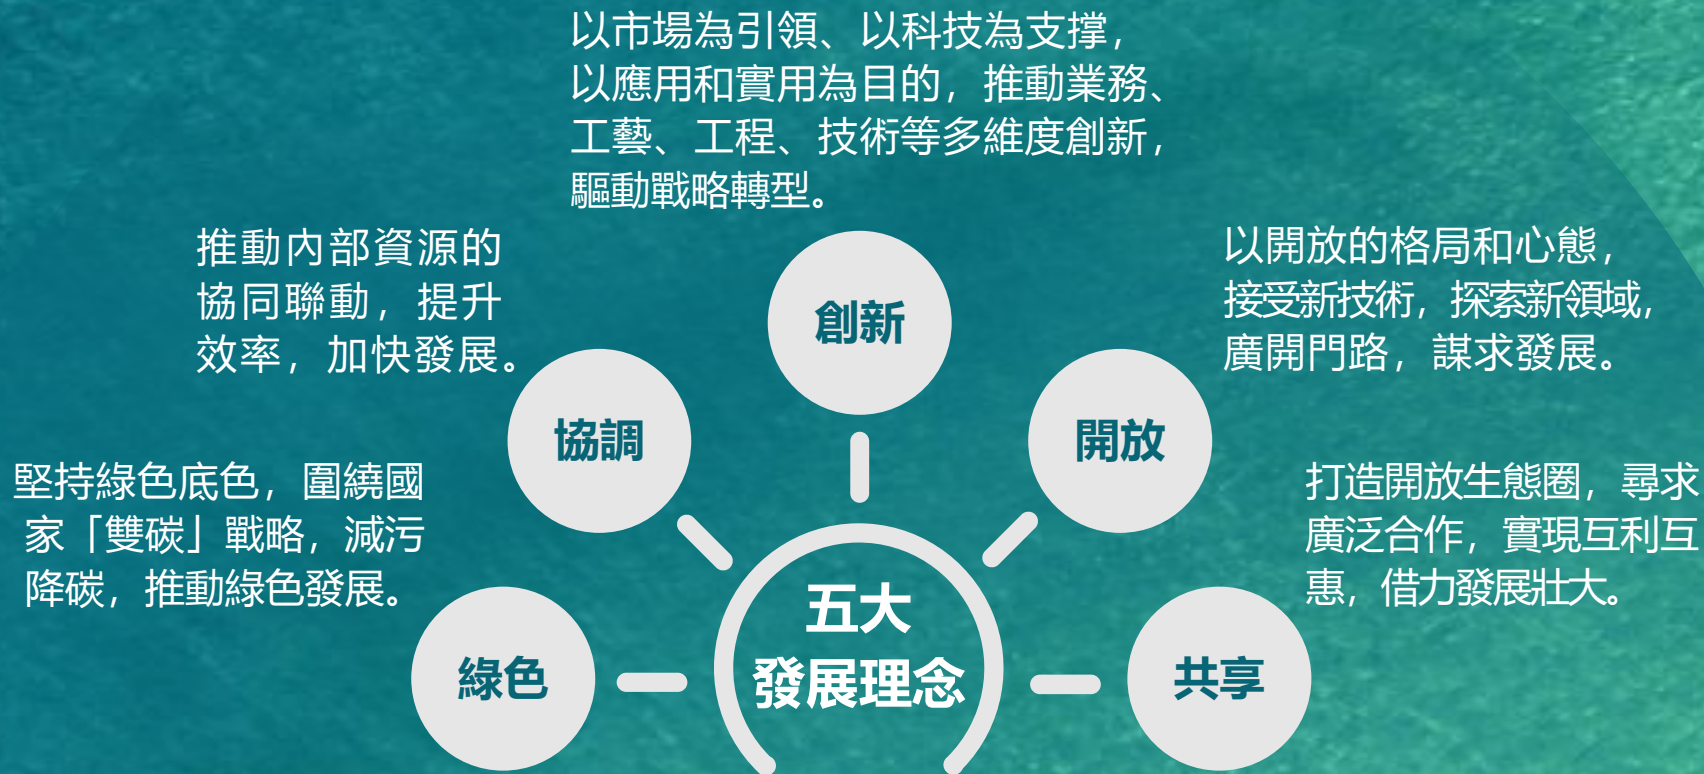 以市場為引領、以科技為支撑，
以應用和實用為目的，推動業務、
工藝、工程、技術等多維度創新，
驅動戰略轉型。
推動內部資源的
協同聯動，提升
效率，加快發展。
以開放的格局和心態，
接受新技術，探索新領域，
廣開門路，謀求發展。
創新
協調
開放
堅持綠色底色，圍繞國
家「雙碳」戰略，減污
降碳，推動綠色發展。
打造開放生態圈，尋求
廣泛合作，實現互利互
惠，借力發展壯大。
五大
發展理念
綠色
共享